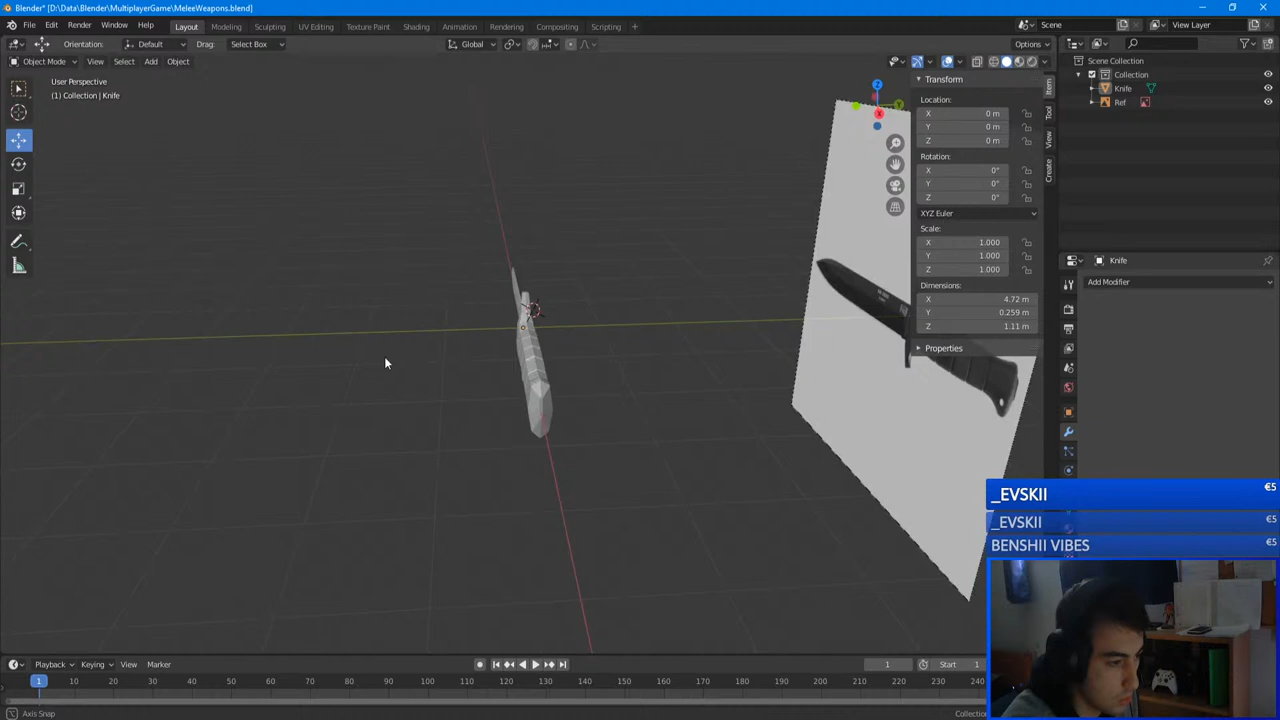 Blender* [D:\Data\Blender\MultiplayerGame\MeleeWeapons.blend]
File Edit Render Window Help Layout Modeling Sculpting UV Editing Texture Paint Shading Animation Rendering Compositing Scripting + Scene View Layer
Orientation: Default Drag: Select Box Global Options
Object Mode View Select Add Object
User Perspective
(1) Collection | Knife
Z
Y
X
Transform
Location:
X 0 m
Y 0 m
Z 0 m
Rotation:
X 0°
Y 0°
Z 0°
XYZ Euler
Scale:
X 1.000
Y 1.000
Z 1.000
Dimensions:
X 4.72 m
Y 0.259 m
Z 1.11 m
Properties
Item
Tool
View
Create
Scene Collection
Collection
Knife
Ref
Knife
Add Modifier
_EVSKII €5
_EVSKII €5
BENSHII VIBES €5
Playback Keying View Marker 1 Start 1
1 10 20 30 40 50 60 70 80 90 100 110 120 130 140 150 160 170 180 190 200 210 220 230 240
Axis Snap Collection